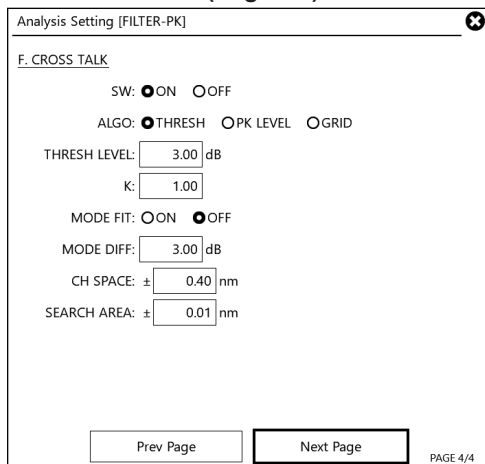 Analysis Setting [FILTER-PK]
F. CROSS TALK
SW: ON OFF
ALGO: THRESH PK LEVEL GRID
THRESH LEVEL: 3.00 dB
K: 1.00
MODE FIT: ON OFF
MODE DIFF: 3.00 dB
CH SPACE: ± 0.40 nm
SEARCH AREA: ± 0.01 nm
Prev Page Next Page PAGE 4/4